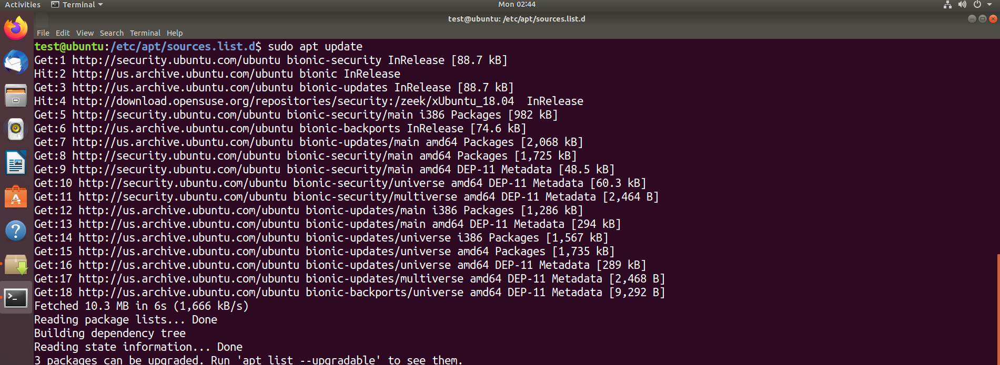 Activities Terminal Mon 02:44
test@ubuntu: /etc/apt/sources.list.d
File Edit View Search Terminal Help
test@ubuntu:/etc/apt/sources.list.d$ sudo apt update
Get:1 http://security.ubuntu.com/ubuntu bionic-security InRelease [88.7 kB]
Hit:2 http://us.archive.ubuntu.com/ubuntu bionic InRelease
Get:3 http://us.archive.ubuntu.com/ubuntu bionic-updates InRelease [88.7 kB]
Hit:4 http://download.opensuse.org/repositories/security:/zeek/xUbuntu_18.04  InRelease
Get:5 http://security.ubuntu.com/ubuntu bionic-security/main i386 Packages [982 kB]
Get:6 http://us.archive.ubuntu.com/ubuntu bionic-backports InRelease [74.6 kB]
Get:7 http://us.archive.ubuntu.com/ubuntu bionic-updates/main amd64 Packages [2,068 kB]
Get:8 http://security.ubuntu.com/ubuntu bionic-security/main amd64 Packages [1,725 kB]
Get:9 http://security.ubuntu.com/ubuntu bionic-security/main amd64 DEP-11 Metadata [48.5 kB]
Get:10 http://security.ubuntu.com/ubuntu bionic-security/universe amd64 DEP-11 Metadata [60.3 kB]
Get:11 http://security.ubuntu.com/ubuntu bionic-security/multiverse amd64 DEP-11 Metadata [2,464 B]
Get:12 http://us.archive.ubuntu.com/ubuntu bionic-updates/main i386 Packages [1,286 kB]
Get:13 http://us.archive.ubuntu.com/ubuntu bionic-updates/main amd64 DEP-11 Metadata [294 kB]
Get:14 http://us.archive.ubuntu.com/ubuntu bionic-updates/universe i386 Packages [1,567 kB]
Get:15 http://us.archive.ubuntu.com/ubuntu bionic-updates/universe amd64 Packages [1,735 kB]
Get:16 http://us.archive.ubuntu.com/ubuntu bionic-updates/universe amd64 DEP-11 Metadata [289 kB]
Get:17 http://us.archive.ubuntu.com/ubuntu bionic-updates/multiverse amd64 DEP-11 Metadata [2,468 B]
Get:18 http://us.archive.ubuntu.com/ubuntu bionic-backports/universe amd64 DEP-11 Metadata [9,292 B]
Fetched 10.3 MB in 6s (1,666 kB/s)
Reading package lists... Done
Building dependency tree
Reading state information... Done
3 packages can be upgraded. Run 'apt list --upgradable' to see them.